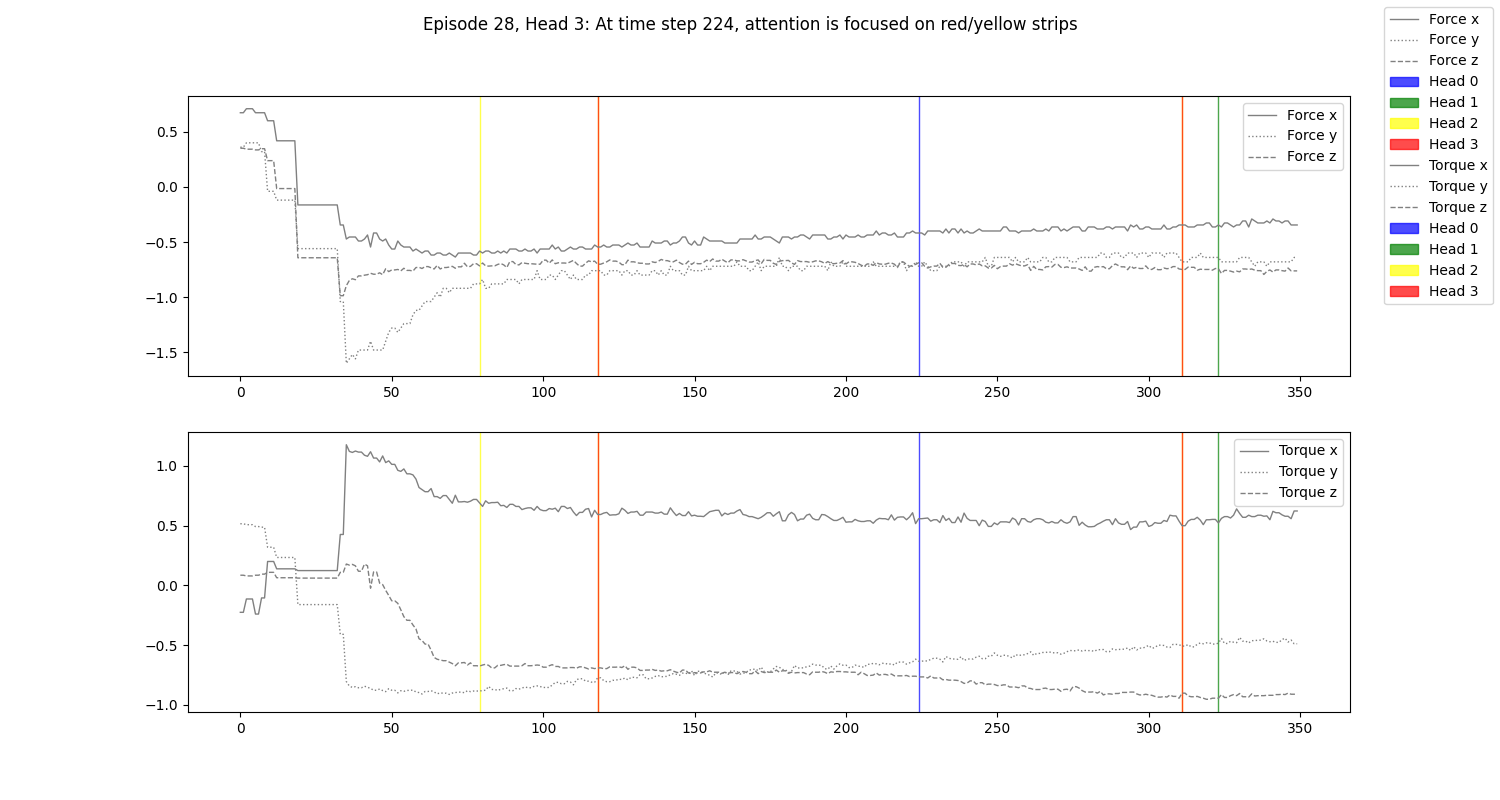 Episode 28, Head 3: At time step 224, attention is focused on red/yellow strips
Force x
Force y
Force z
Head 0
Head 1
Head 2
Head 3
Torque x
Torque y
Torque z
Head 0
Head 1
Head 2
Head 3
0.5
0.0
−0.5
−1.0
−1.5
Force x
Force y
Force z
0 50 100 150 200 250 300 350
1.0
0.5
0.0
−0.5
−1.0
Torque x
Torque y
Torque z
0 50 100 150 200 250 300 350